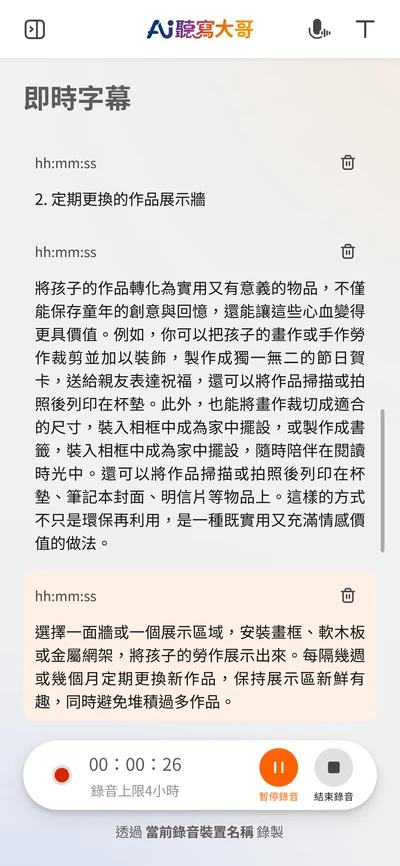 Ai聽寫大哥
即時字幕
hh:mm:ss
2. 定期更換的作品展示牆
hh:mm:ss
將孩子的作品轉化為實用又有意義的物品，不僅
能保存童年的創意與回憶，還能讓這些心血變得
更具價值。例如，你可以把孩子的畫作或手作勞
作裁剪並加以裝飾，製作成獨一無二的節日賀
卡，送給親友表達祝福，還可以將作品掃描或拍
照後列印在杯墊。此外，也能將畫作裁切成適合
的尺寸，裝入相框中成為家中擺設，或製作成書
籤，裝入相框中成為家中擺設，隨時陪伴在閱讀
時光中。還可以將作品掃描或拍照後列印在杯
墊、筆記本封面、明信片等物品上。這樣的方式
不只是環保再利用，是一種既實用又充滿情感價
值的做法。
hh:mm:ss
選擇一面牆或一個展示區域，安裝畫框、軟木板
或金屬網架，將孩子的勞作展示出來。每隔幾週
或幾個月定期更換新作品，保持展示區新鮮有
趣，同時避免堆積過多作品。
00：00：26
錄音上限4小時
暫停錄音
結束錄音
透過 當前錄音裝置名稱 錄製